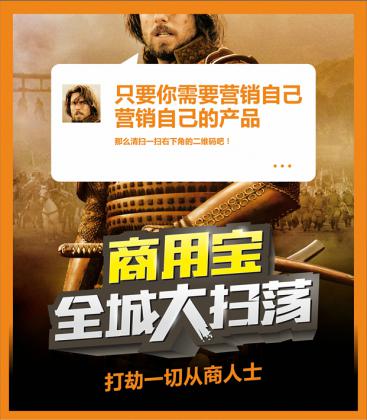 只要你需要营销自己
营销自己的产品
那么清扫一扫右下角的二维码吧！
...
商用宝
全城大扫荡
打劫一切从商人士